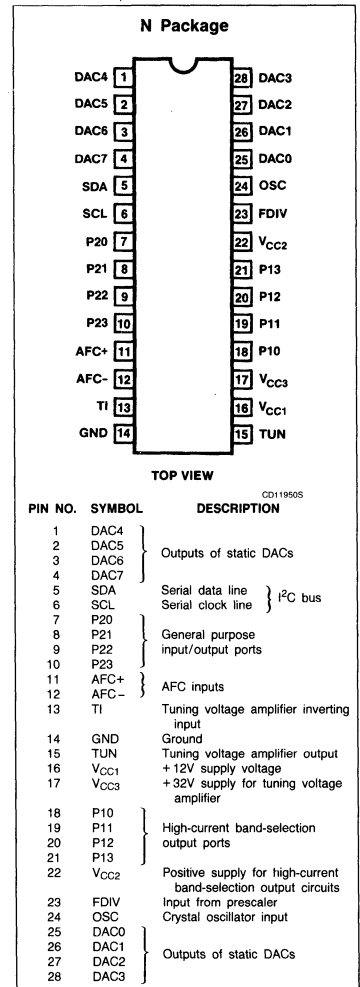 N Package
DAC4 1 28 DAC3
DAC5 2 27 DAC2
DAC6 3 26 DAC1
DAC7 4 25 DAC0
SDA 5 24 OSC
SCL 6 23 FDIV
P20 7 22 VCC2
P21 8 21 P13
P22 9 20 P12
P23 10 19 P11
AFC+ 11 18 P10
AFC- 12 17 VCC3
TI 13 16 VCC1
GND 14 15 TUN
TOP VIEW
CD11950S
PIN NO. SYMBOL DESCRIPTION
1 DAC4
2 DAC5
3 DAC6
4 DAC7
Outputs of static DACs
5 SDA Serial data line
6 SCL Serial clock line
I²C bus
7 P20
8 P21
9 P22
10 P23
General purpose
input/output ports
11 AFC+
12 AFC-
AFC inputs
13 TI Tuning voltage amplifier inverting
input
14 GND Ground
15 TUN Tuning voltage amplifier output
16 VCC1 +12V supply voltage
17 VCC3 +32V supply for tuning voltage
amplifier
18 P10
19 P11
20 P12
21 P13
High-current band-selection
output ports
22 VCC2 Positive supply for high-current
band-selection output circuits
23 FDIV Input from prescaler
24 OSC Crystal oscillator input
25 DAC0
26 DAC1
27 DAC2
28 DAC3
Outputs of static DACs